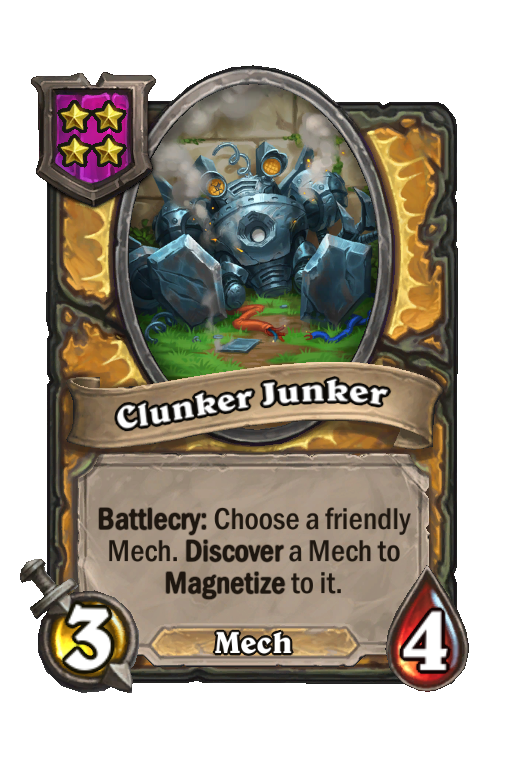 Clunker Junker
Battlecry: Choose a friendly
Mech. Discover a Mech to
Magnetize to it.
3
Mech
4